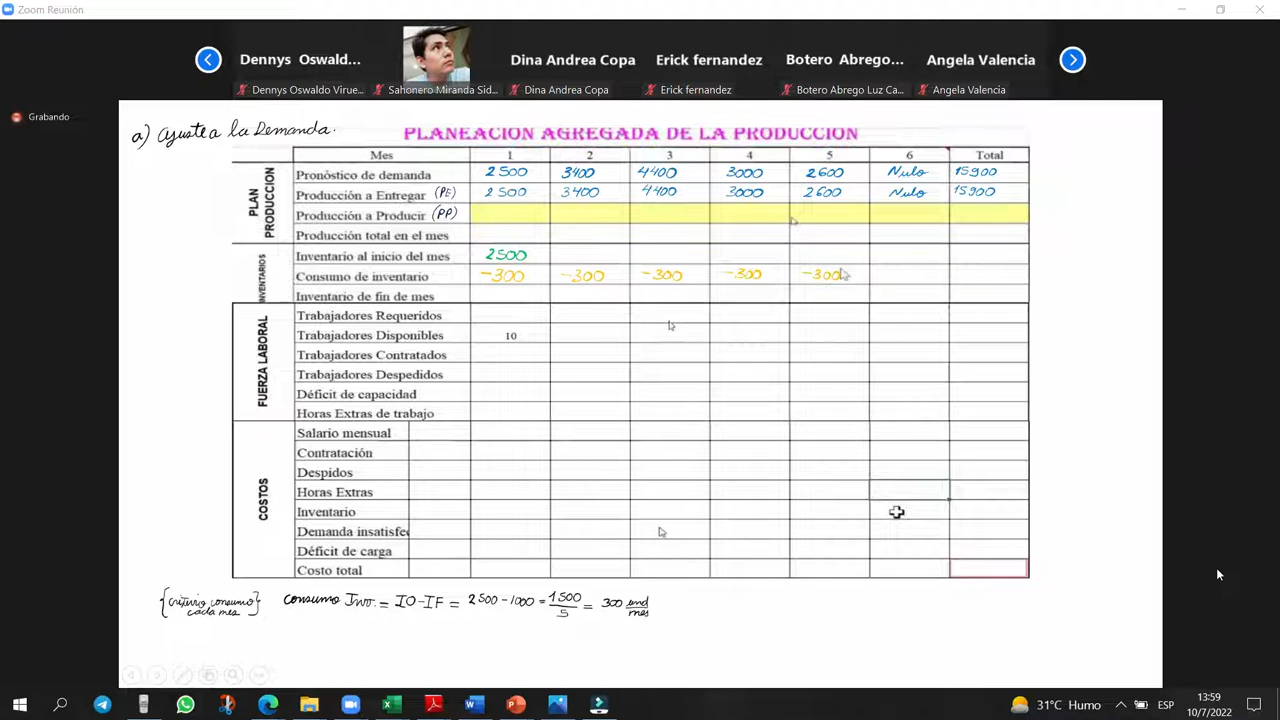 Zoom Reunión
Dennys Oswald... Dina Andrea Copa Erick fernandez Botero Abrego... Angela Valencia
Dennys Oswaldo Virue... Sahonero Miranda Sid... Dina Andrea Copa Erick fernandez Botero Abrego Luz Ca... Angela Valencia
Grabando
a) Ajuste a la Demanda.
PLANEACION AGREGADA DE LA PRODUCCION
Mes 1 2 3 4 5 6 Total
PLAN PRODUCCION
Pronóstico de demanda 2500 3400 4400 3000 2600 Nulo 15900
Producción a Entregar (PE) 2500 3400 4400 3000 2600 Nulo 15900
Producción a Producir (PP)
Producción total en el mes
INVENTARIOS
Inventario al inicio del mes 2500
Consumo de inventario -300 -300 -300 -300 -300
Inventario de fin de mes
FUERZA LABORAL
Trabajadores Requeridos
Trabajadores Disponibles 10
Trabajadores Contratados
Trabajadores Despedidos
Déficit de capacidad
Horas Extras de trabajo
COSTOS
Salario mensual
Contratación
Despidos
Horas Extras
Inventario
Demanda insatisfec
Déficit de carga
Costo total
{criterio consumo cada mes} consumo Inv. = IO-IF = 2500-1000 = 1500/5 = 300 und/mes
31°C Humo ESP 13:59
10/7/2022